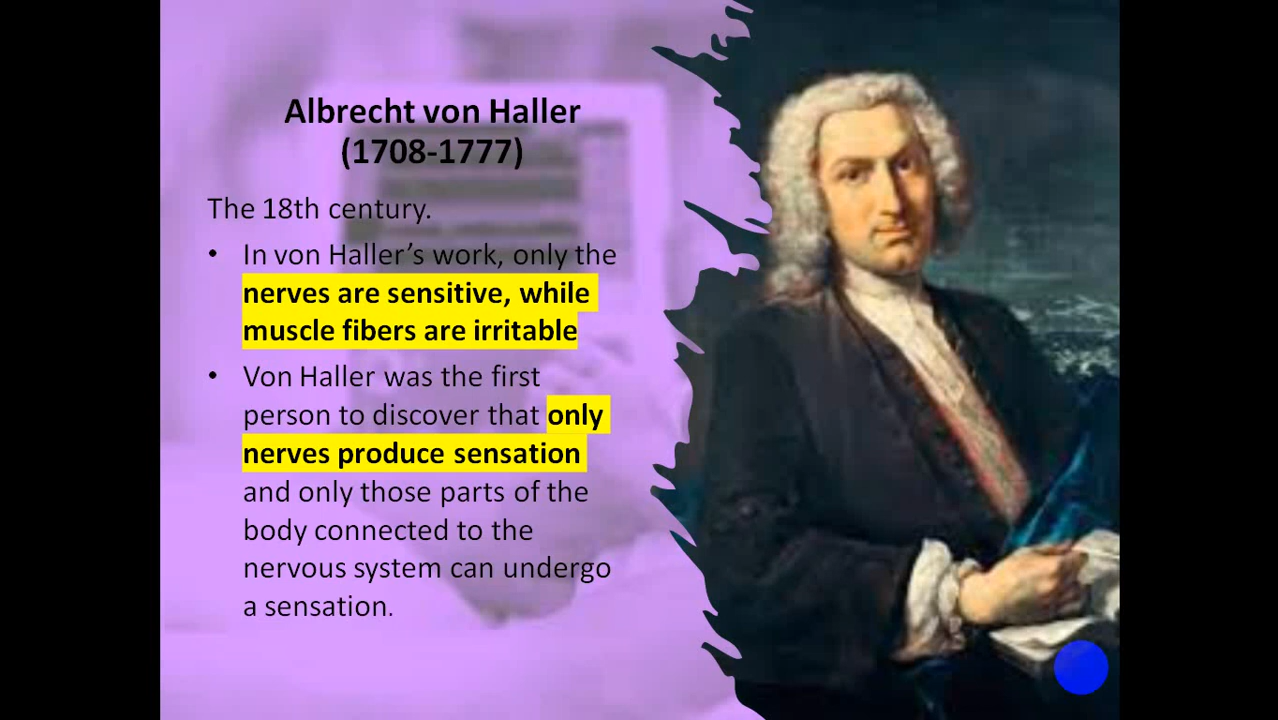 Albrecht von Haller
(1708-1777)
The 18th century.
• In von Haller’s work, only the
nerves are sensitive, while
muscle fibers are irritable
• Von Haller was the first
person to discover that only
nerves produce sensation
and only those parts of the
body connected to the
nervous system can undergo
a sensation.